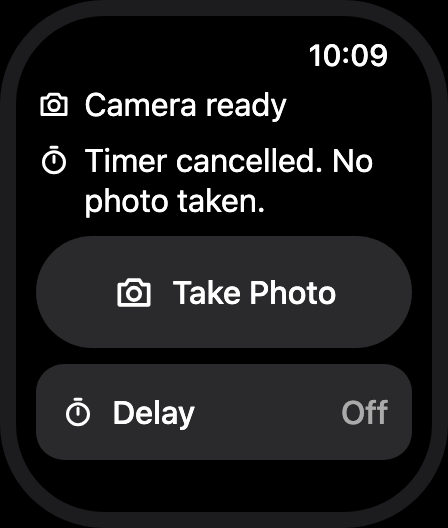 10:09
Camera ready
Timer cancelled. No
photo taken.
Take Photo
Delay
Off